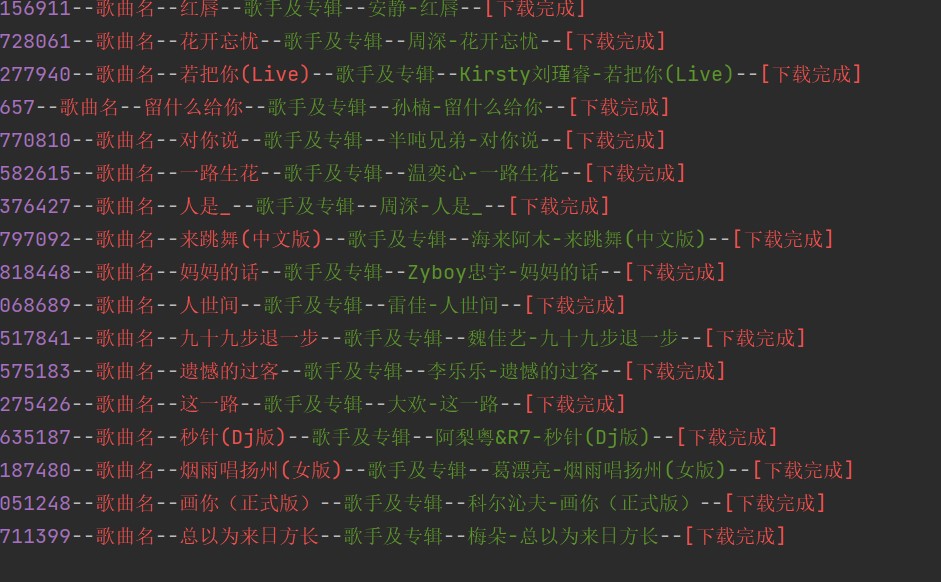 156911--歌曲名--红唇--歌手及专辑--安静-红唇--[下载完成]
728061--歌曲名--花开忘忧--歌手及专辑--周深-花开忘忧--[下载完成]
277940--歌曲名--若把你(Live)--歌手及专辑--Kirsty刘瑾睿-若把你(Live)--[下载完成]
657--歌曲名--留什么给你--歌手及专辑--孙楠-留什么给你--[下载完成]
770810--歌曲名--对你说--歌手及专辑--半吨兄弟-对你说--[下载完成]
582615--歌曲名--一路生花--歌手及专辑--温奕心-一路生花--[下载完成]
376427--歌曲名--人是_--歌手及专辑--周深-人是_--[下载完成]
797092--歌曲名--来跳舞(中文版)--歌手及专辑--海来阿木-来跳舞(中文版)--[下载完成]
818448--歌曲名--妈妈的话--歌手及专辑--Zyboy忠宇-妈妈的话--[下载完成]
068689--歌曲名--人世间--歌手及专辑--雷佳-人世间--[下载完成]
517841--歌曲名--九十九步退一步--歌手及专辑--魏佳艺-九十九步退一步--[下载完成]
575183--歌曲名--遗憾的过客--歌手及专辑--李乐乐-遗憾的过客--[下载完成]
275426--歌曲名--这一路--歌手及专辑--大欢-这一路--[下载完成]
635187--歌曲名--秒针(Dj版)--歌手及专辑--阿梨粤&R7-秒针(Dj版)--[下载完成]
187480--歌曲名--烟雨唱扬州(女版)--歌手及专辑--葛漂亮-烟雨唱扬州(女版)--[下载完成]
051248--歌曲名--画你（正式版）--歌手及专辑--科尔沁夫-画你（正式版）--[下载完成]
711399--歌曲名--总以为来日方长--歌手及专辑--梅朵-总以为来日方长--[下载完成]